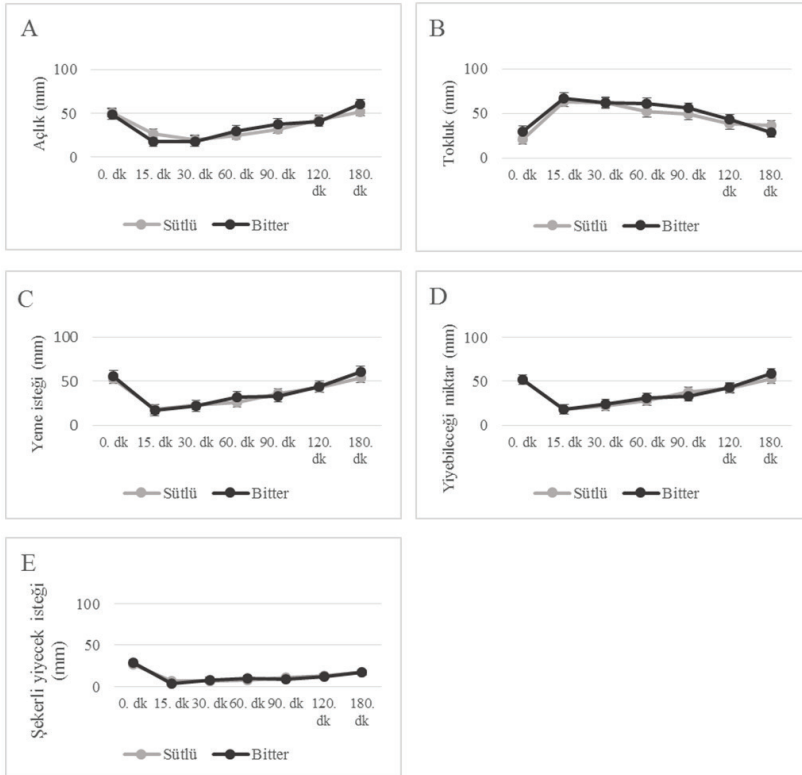 A
Açlık (mm)
100
50
0
0. dk 15. dk 30. dk 60. dk 90. dk 120. dk 180. dk
Sütlü Bitter
B
Tokluk (mm)
100
50
0
0. dk 15. dk 30. dk 60. dk 90. dk 120. dk 180. dk
Sütlü Bitter
C
Yeme isteği (mm)
100
50
0
0. dk 15. dk 30. dk 60. dk 90. dk 120. dk 180. dk
Sütlü Bitter
D
Yiyebileceği miktar (mm)
100
50
0
0. dk 15. dk 30. dk 60. dk 90. dk 120. dk 180. dk
Sütlü Bitter
E
Şekerli yiyecek isteği
(mm)
100
50
0
0. dk 15. dk 30. dk 60. dk 90. dk 120. dk 180. dk
Sütlü Bitter